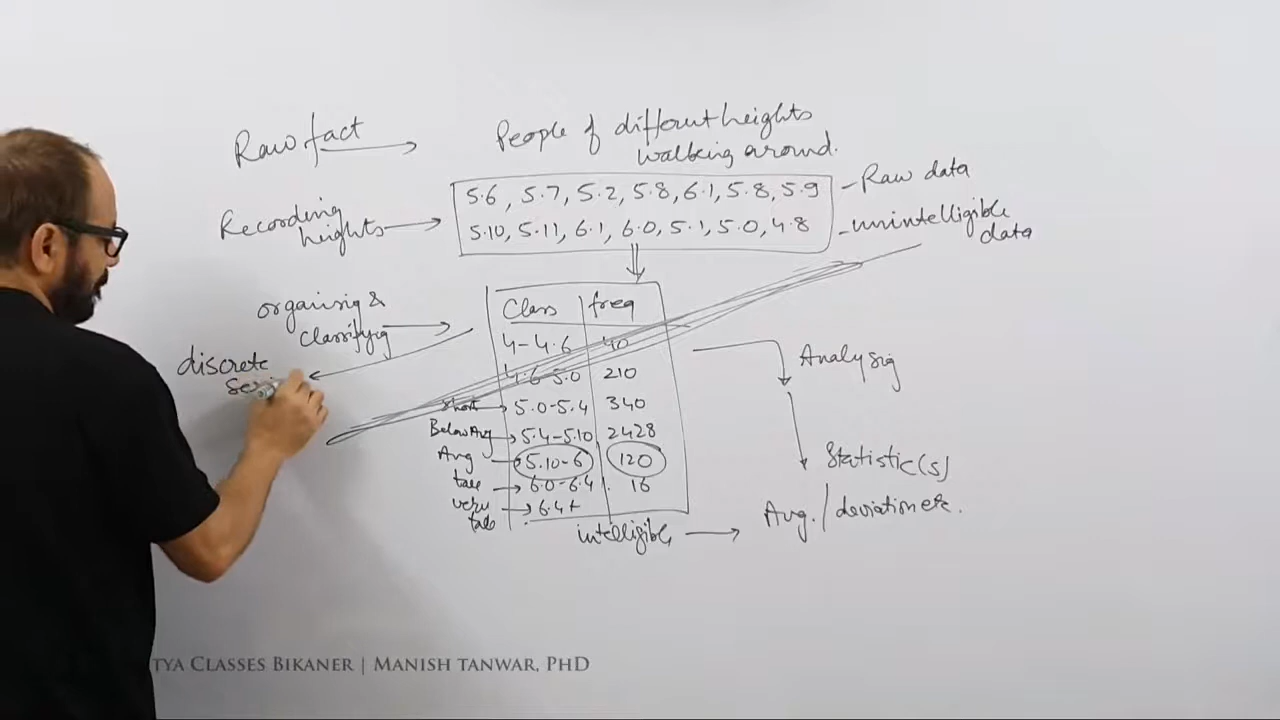 Raw fact
People of different heights
walking around.
Recording
heights
5.6, 5.7, 5.2, 5.8, 6.1, 5.8, 5.9
5.10, 5.11, 6.1, 6.0, 5.1, 5.0, 4.8
- Raw data
- unintelligible
data
organisig &
classifyig
discrete
Class freq
4-4.6 40
4.6-5.0 210
short 5.0-5.4 340
Below Avg 5.4-5.10 2428
Avg 5.10-6 120
tall 6.0-6.4 16
very
tall 6.4+
intelligible
Analysig
Statistic(s)
Avg. / deviation etc.
TYA CLASSES BIKANER | MANISH TANWAR, PHD